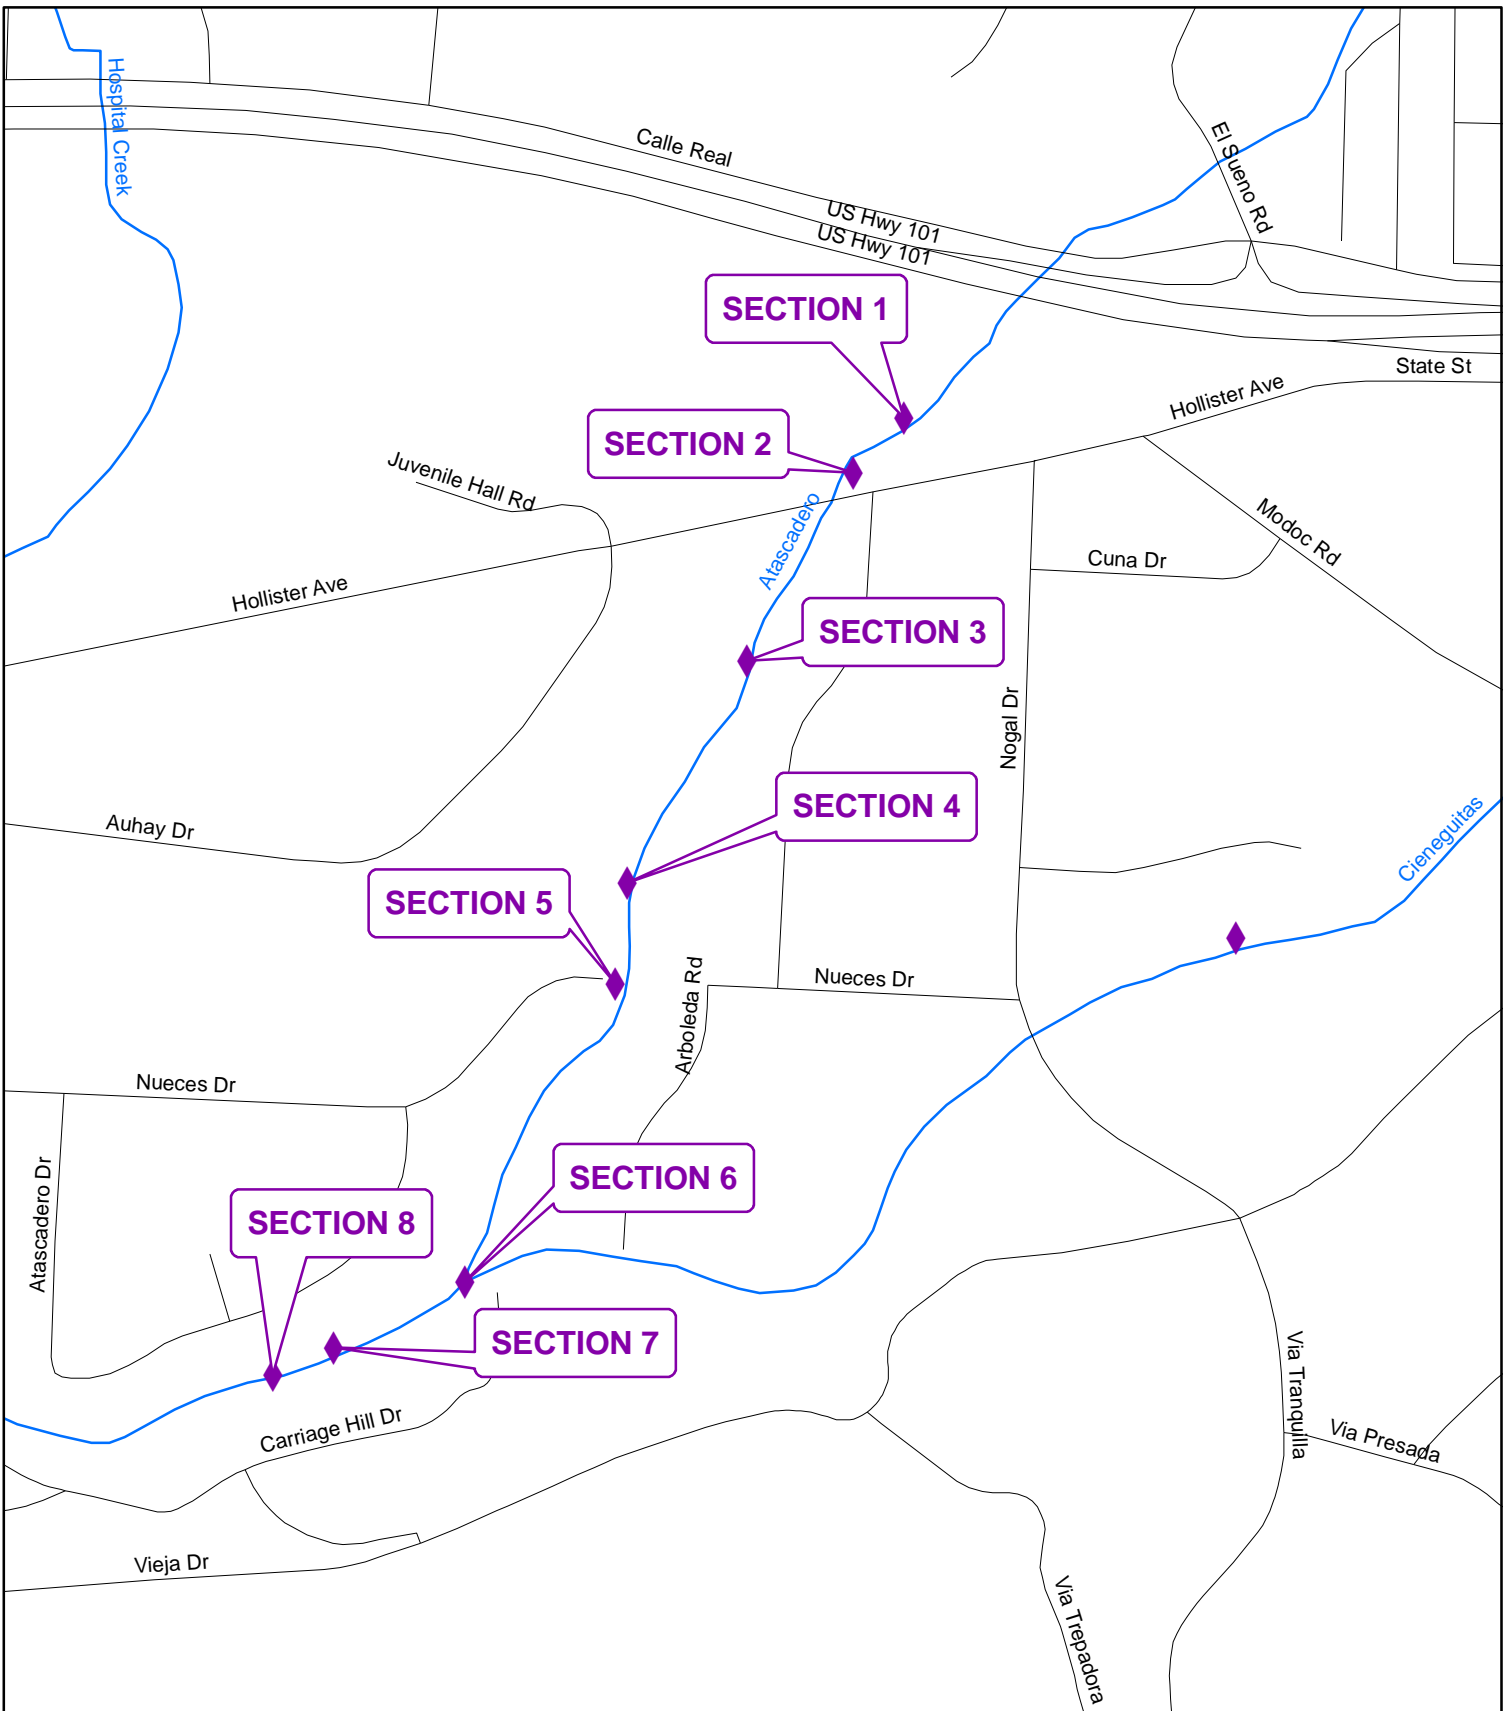 Hospital Creek
Calle Real
El Sueno Rd
US Hwy 101
US Hwy 101
SECTION 1
State St
Hollister Ave
SECTION 2
Juvenile Hall Rd
Atascadero
Modoc Rd
Cuna Dr
Hollister Ave
SECTION 3
Nogal Dr
SECTION 4
Auhay Dr
Cieneguitas
SECTION 5
Nueces Dr
Arboleda Rd
Nueces Dr
Atascadero Dr
SECTION 6
SECTION 8
SECTION 7
Via Tranquilla
Carriage Hill Dr
Via Presada
Vieja Dr
Via Trepadora